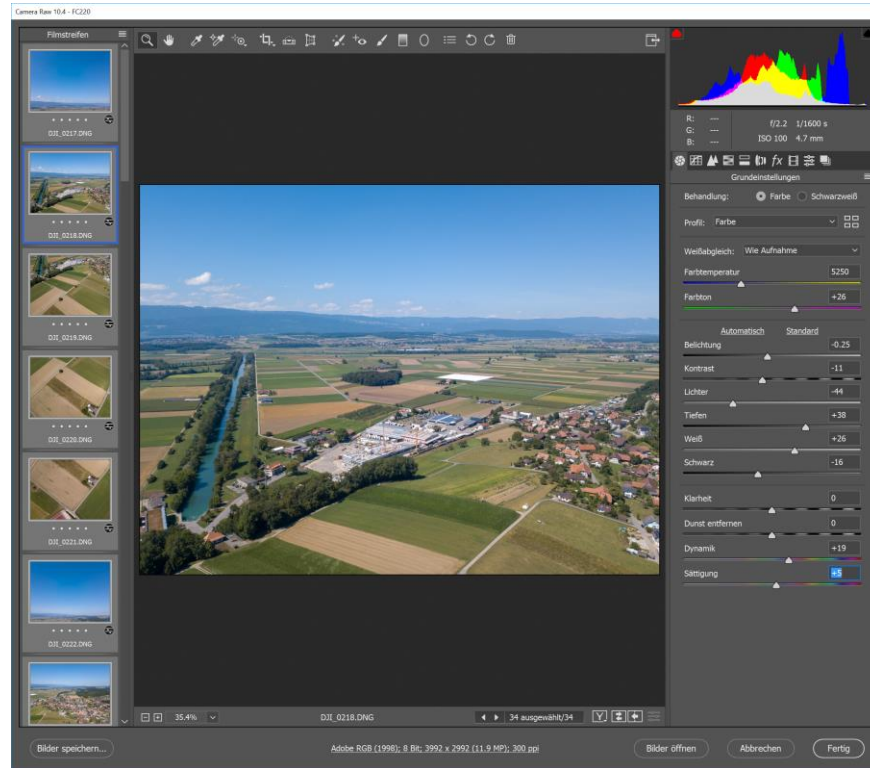 Camera Raw 10.4 - FC220
Filmstreifen
DJI_0217.DNG
DJI_0218.DNG
DJI_0219.DNG
DJI_0220.DNG
DJI_0221.DNG
DJI_0222.DNG
35.4%
DJI_0218.DNG
34 ausgewählt/34
Y
R: ---
G: ---
B: ---
f/2.2 1/1600 s
ISO 100 4.7 mm
fx
Grundeinstellungen
Behandlung: Farbe Schwarzweiß
Profil: Farbe
Weißabgleich: Wie Aufnahme
Farbtemperatur 5250
Farbton +26
Automatisch Standard
Belichtung -0.25
Kontrast -11
Lichter -44
Tiefen +38
Weiß +26
Schwarz -16
Klarheit 0
Dunst entfernen 0
Dynamik +19
Sättigung +5
Bilder speichern...
Adobe RGB (1998); 8 Bit; 3992 x 2992 (11.9 MP); 300 ppi
Bilder öffnen
Abbrechen
Fertig